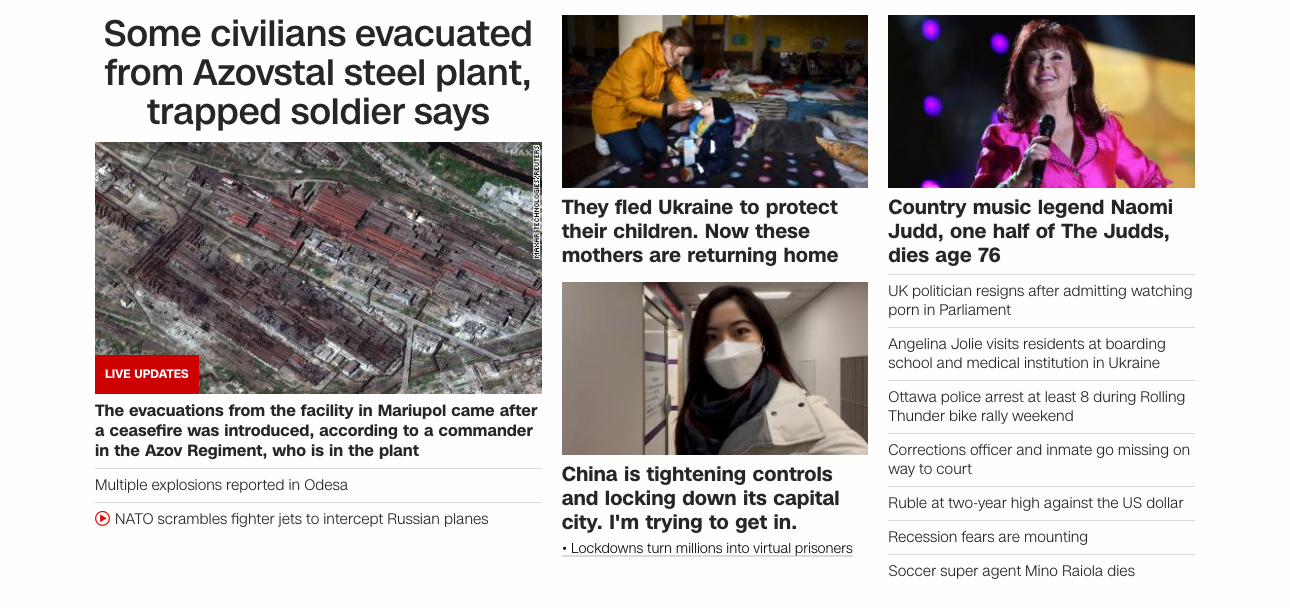 Some civilians evacuated
from Azovstal steel plant,
trapped soldier says
MAXAR TECHNOLOGIES/REUTERS
LIVE UPDATES
The evacuations from the facility in Mariupol came after
a ceasefire was introduced, according to a commander
in the Azov Regiment, who is in the plant
Multiple explosions reported in Odesa
NATO scrambles fighter jets to intercept Russian planes
They fled Ukraine to protect
their children. Now these
mothers are returning home
China is tightening controls
and locking down its capital
city. I'm trying to get in.
• Lockdowns turn millions into virtual prisoners
Country music legend Naomi
Judd, one half of The Judds,
dies age 76
UK politician resigns after admitting watching
porn in Parliament
Angelina Jolie visits residents at boarding
school and medical institution in Ukraine
Ottawa police arrest at least 8 during Rolling
Thunder bike rally weekend
Corrections officer and inmate go missing on
way to court
Ruble at two-year high against the US dollar
Recession fears are mounting
Soccer super agent Mino Raiola dies